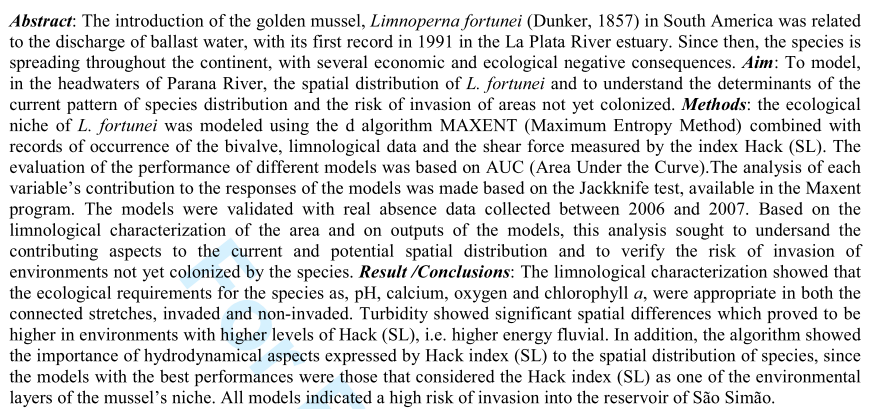 Abstract: The introduction of the golden mussel, Limnoperna fortunei (Dunker, 1857) in South America was related
to the discharge of ballast water, with its first record in 1991 in the La Plata River estuary. Since then, the species is
spreading throughout the continent, with several economic and ecological negative consequences. Aim: To model,
in the headwaters of Parana River, the spatial distribution of L. fortunei and to understand the determinants of the
current pattern of species distribution and the risk of invasion of areas not yet colonized. Methods: the ecological
niche of L. fortunei was modeled using the d algorithm MAXENT (Maximum Entropy Method) combined with
records of occurrence of the bivalve, limnological data and the shear force measured by the index Hack (SL). The
evaluation of the performance of different models was based on AUC (Area Under the Curve).The analysis of each
variable's contribution to the responses of the models was made based on the Jackknife test, available in the Maxent
program. The models were validated with real absence data collected between 2006 and 2007. Based on the
limnological characterization of the area and on outputs of the models, this analysis sought to undersand the
contributing aspects to the current and potential spatial distribution and to verify the risk of invasion of
environments not yet colonized by the species. Result /Conclusions: The limnological characterization showed that
the ecological requirements for the species as, pH, calcium, oxygen and chlorophyll a, were appropriate in both the
connected stretches, invaded and non-invaded. Turbidity showed significant spatial differences which proved to be
higher in environments with higher levels of Hack (SL), i.e. higher energy fluvial. In addition, the algorithm showed
the importance of hydrodynamical aspects expressed by Hack index (SL) to the spatial distribution of species, since
the models with the best performances were those that considered the Hack index (SL) as one of the environmental
layers of the mussel's niche. All models indicated a high risk of invasion into the reservoir of São Simão.
For